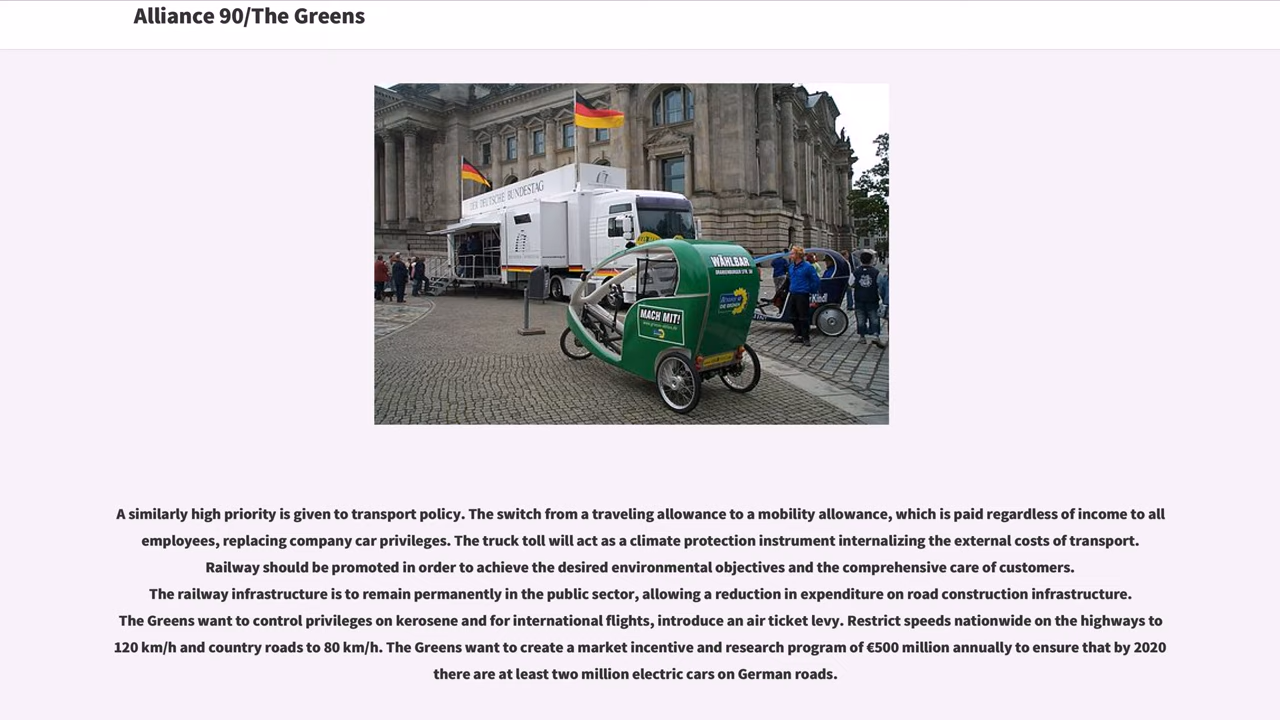 Alliance 90/The Greens
DER DEUTSCHE BUNDESTAG
WÄHLBAR
MACH MIT!
Kindl
A similarly high priority is given to transport policy. The switch from a traveling allowance to a mobility allowance, which is paid regardless of income to all
employees, replacing company car privileges. The truck toll will act as a climate protection instrument internalizing the external costs of transport.
Railway should be promoted in order to achieve the desired environmental objectives and the comprehensive care of customers.
The railway infrastructure is to remain permanently in the public sector, allowing a reduction in expenditure on road construction infrastructure.
The Greens want to control privileges on kerosene and for international flights, introduce an air ticket levy. Restrict speeds nationwide on the highways to
120 km/h and country roads to 80 km/h. The Greens want to create a market incentive and research program of €500 million annually to ensure that by 2020
there are at least two million electric cars on German roads.